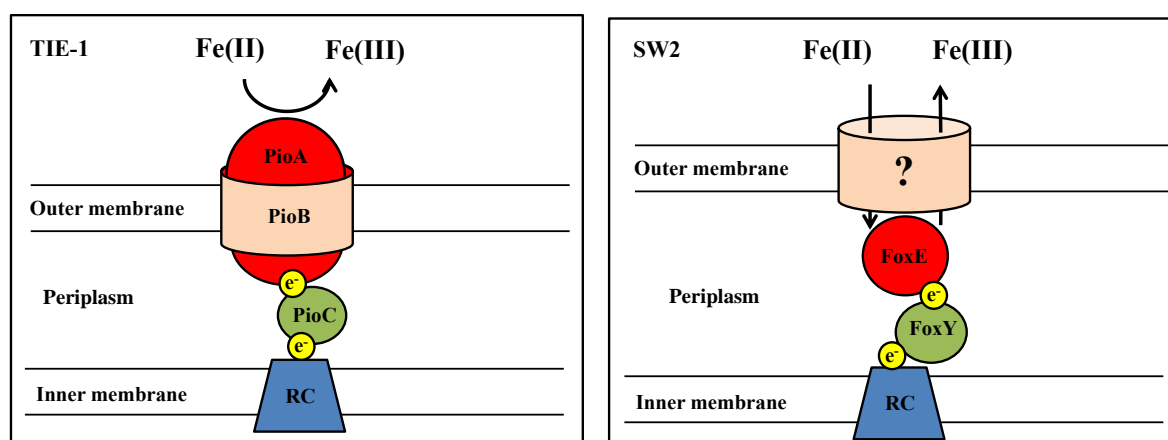 TIE-1
Fe(II) Fe(III)
PioA
Outer membrane
PioB
e-
Periplasm
PioC
e-
Inner membrane
RC
SW2
Fe(II) Fe(III)
Outer membrane
?
FoxE
Periplasm
e-
FoxY
e-
Inner membrane
RC